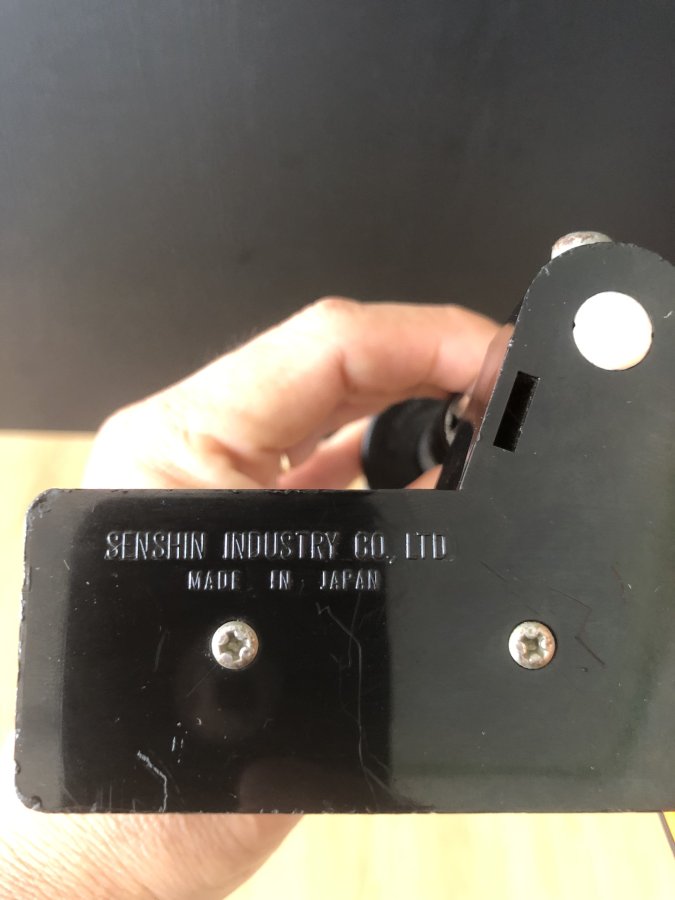 SENSHIN INDUSTRY CO., LTD.
MADE IN JAPAN